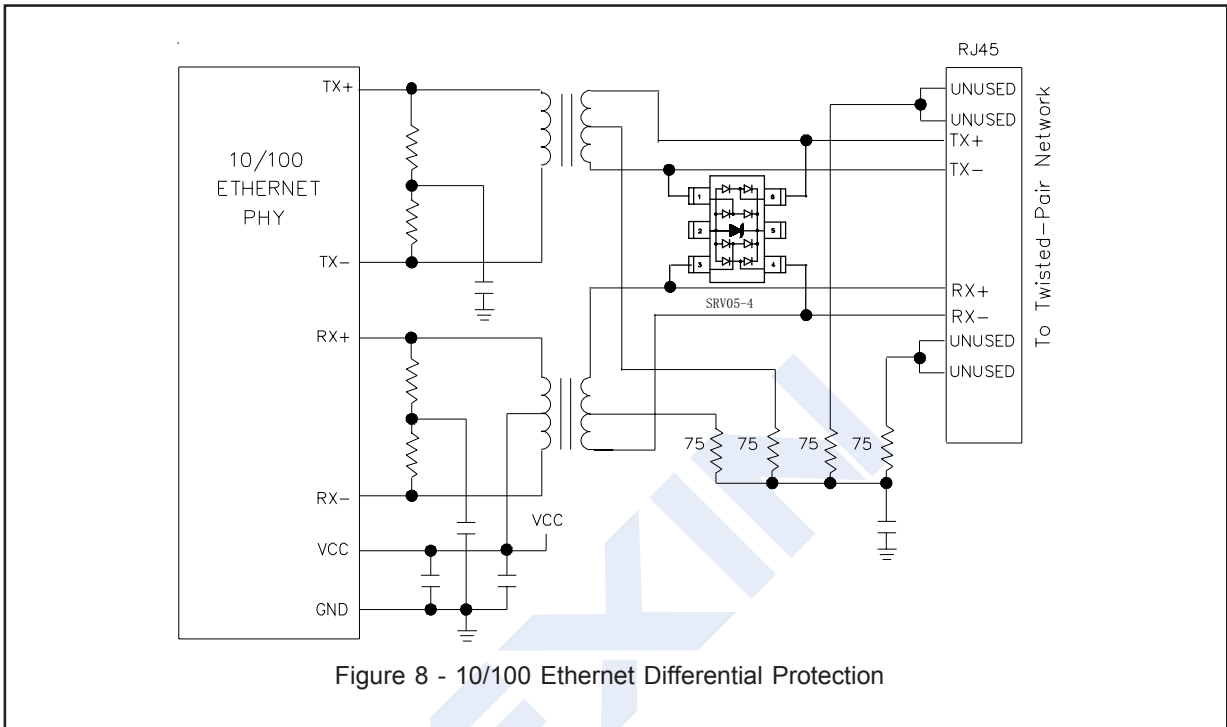 RJ45
TX+
10/100
ETHERNET
PHY
TX-
RX+
RX-
VCC
GND
VCC
1
2
3
6
5
4
SRV05-4
UNUSED
UNUSED
TX+
TX-
RX+
RX-
UNUSED
UNUSED
To Twisted-Pair Network
75
75
75
75
EXIN
Figure 8 - 10/100 Ethernet Differential Protection